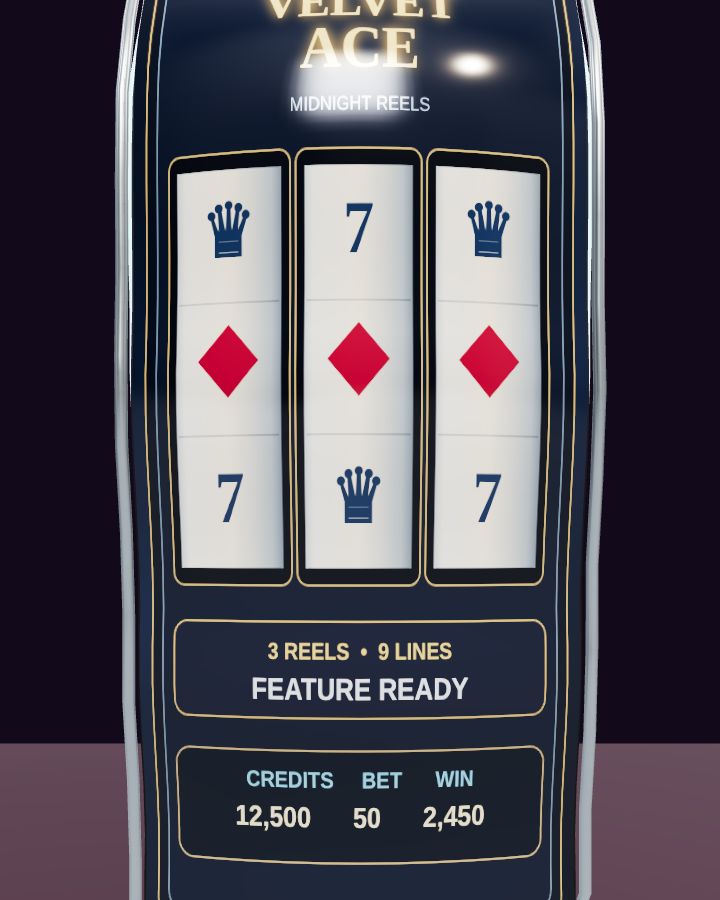 VELVET
ACE
MIDNIGHT REELS
7
7 7
3 REELS • 9 LINES
FEATURE READY
CREDITS BET WIN
12,500 50 2,450